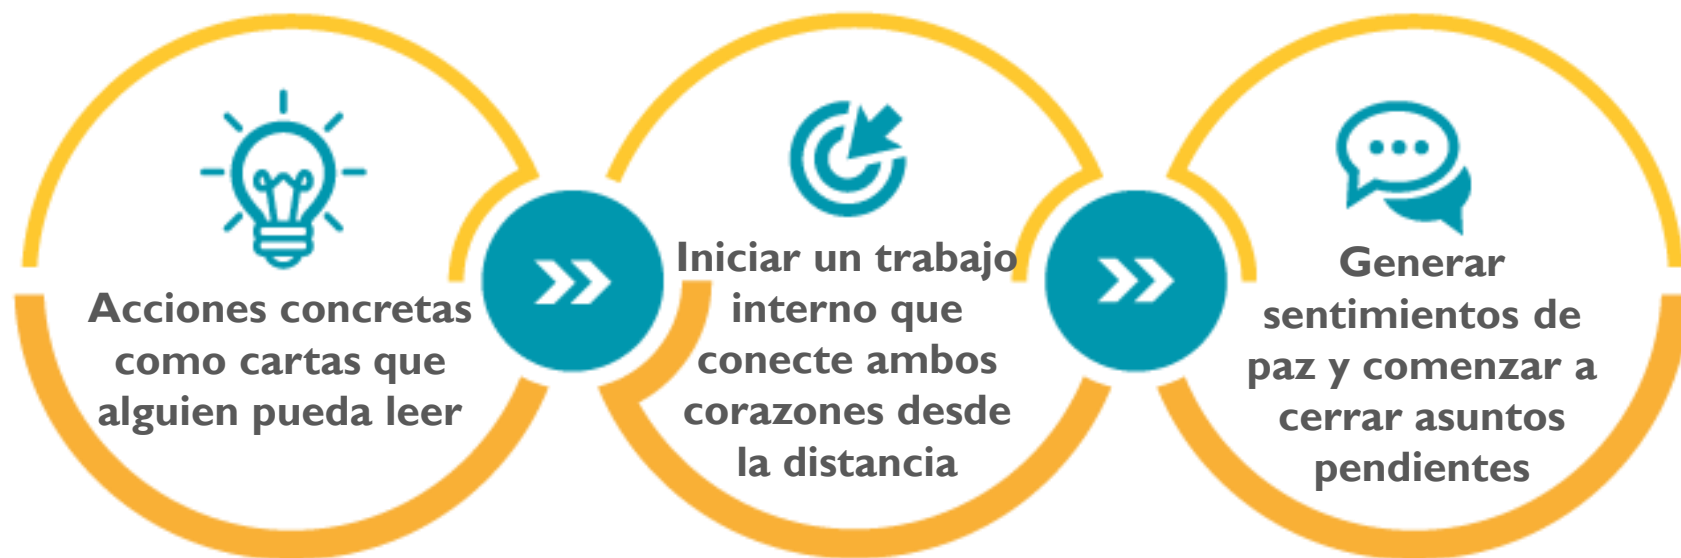 Acciones concretas
como cartas que
alguien pueda leer
Iniciar un trabajo
interno que
conecte ambos
corazones desde
la distancia
Generar
sentimientos de
paz y comenzar a
cerrar asuntos
pendientes